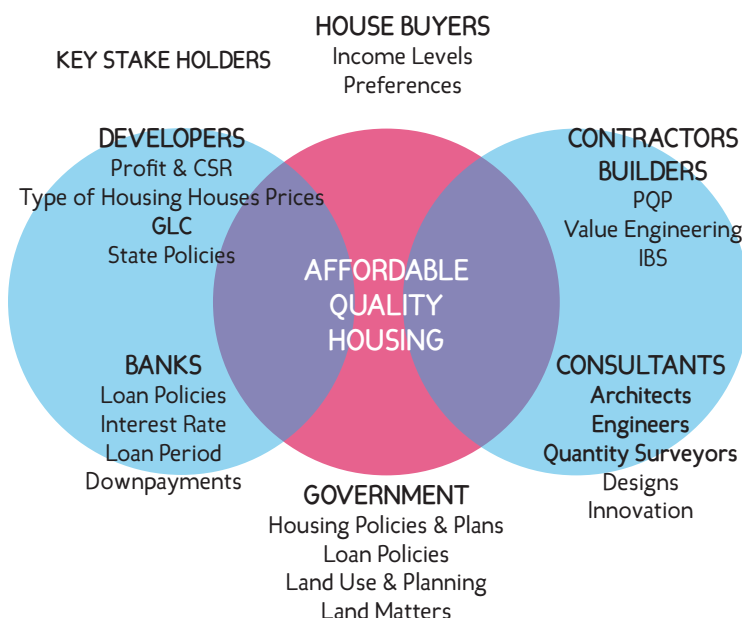 KEY STAKE HOLDERS
HOUSE BUYERS
Income Levels
Preferences
DEVELOPERS
Profit & CSR
Type of Housing Houses Prices
GLC
State Policies
CONTRACTORS
BUILDERS
PQP
Value Engineering
IBS
AFFORDABLE
QUALITY
HOUSING
BANKS
Loan Policies
Interest Rate
Loan Period
Downpayments
CONSULTANTS
Architects
Engineers
Quantity Surveyors
Designs
Innovation
GOVERNMENT
Housing Policies & Plans
Loan Policies
Land Use & Planning
Land Matters